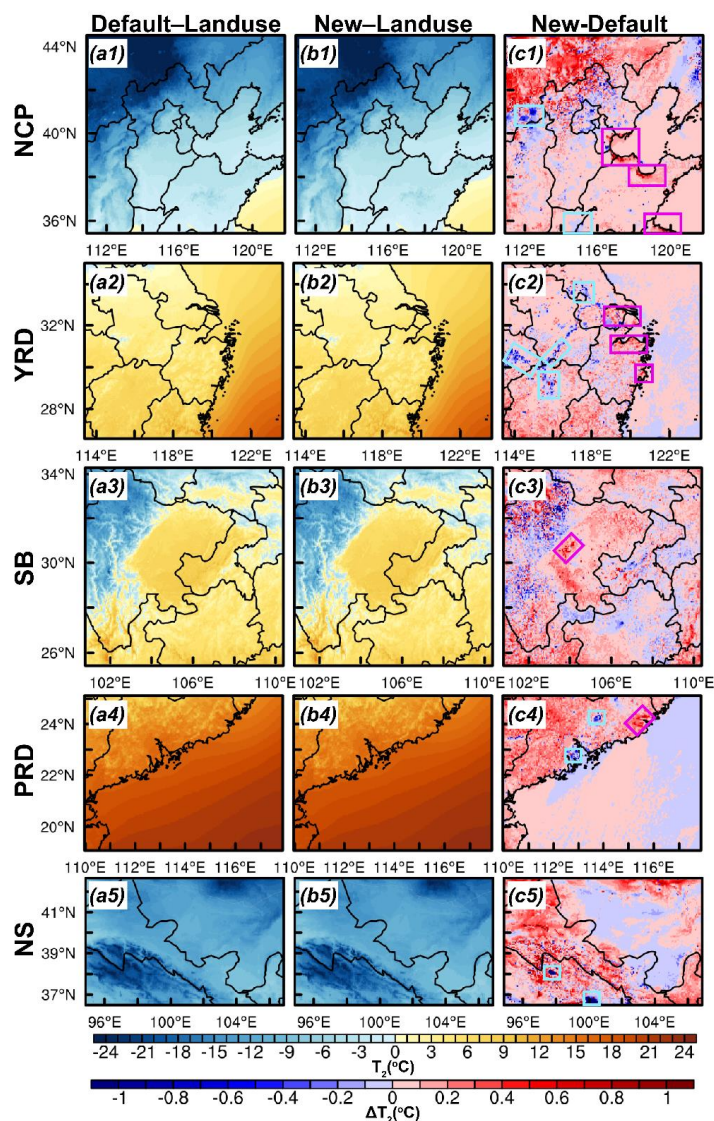 Default–Landuse New–Landuse New-Default
(a1) (b1) (c1)
NCP
44°N
40°N
36°N
112°E 116°E 120°E 112°E 116°E 120°E 112°E 116°E 120°E
(a2) (b2) (c2)
YRD
32°N
30°N
28°N
114°E 118°E 122°E 114°E 118°E 122°E 114°E 118°E 122°E
(a3) (b3) (c3)
SB
34°N
30°N
26°N
102°E 106°E 110°E 102°E 106°E 110°E 102°E 106°E 110°E
(a4) (b4) (c4)
PRD
24°N
22°N
20°N
110°E 112°E 114°E 116°E 110°E 112°E 114°E 116°E 110°E 112°E 114°E 116°E
(a5) (b5) (c5)
NS
41°N
39°N
37°N
96°E 100°E 104°E 96°E 100°E 104°E 96°E 100°E 104°E
-24 -21 -18 -15 -12 -9 -6 -3 0 3 6 9 12 15 18 21 24
T₂(°C)
-1 -0.8 -0.6 -0.4 -0.2 0 0.2 0.4 0.6 0.8 1
ΔT₂(°C)